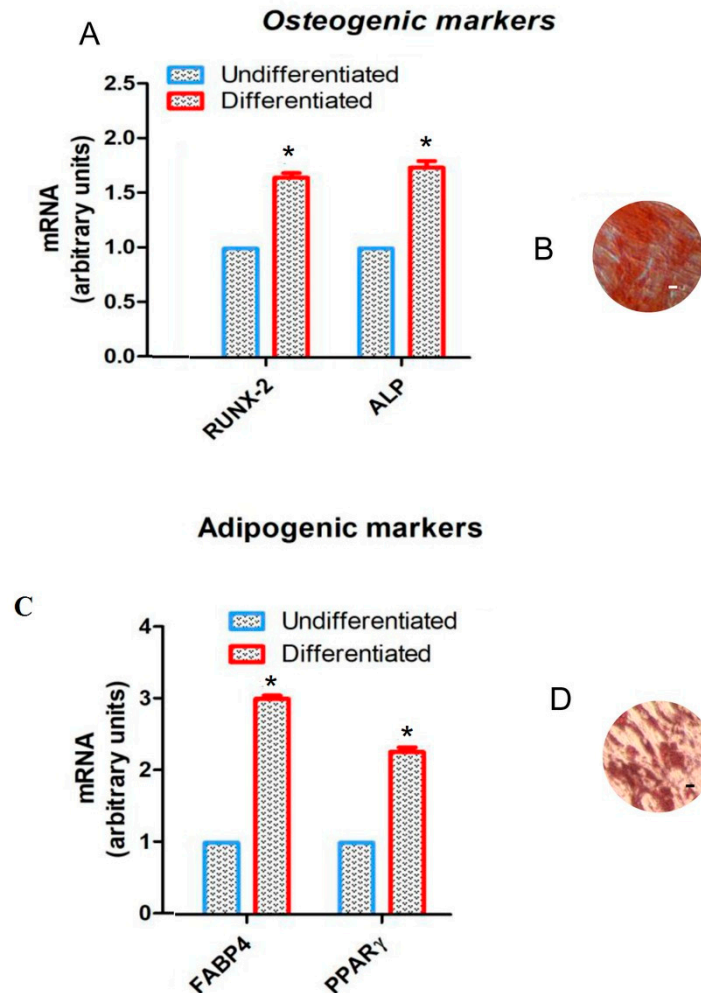 A
Osteogenic markers
Undifferentiated
Differentiated
mRNA
(arbitrary units)
2.5
2.0
1.5
1.0
0.5
0.0
* *
RUNX-2 ALP
B
Adipogenic markers
C
Undifferentiated
Differentiated
mRNA
(arbitrary units)
4
3
2
1
0
* *
FABP4 PPARγ
D